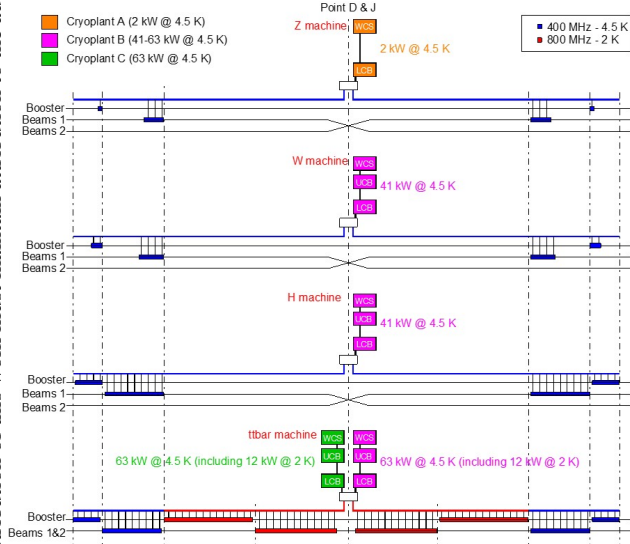 Point D & J
Cryoplant A (2 kW @ 4.5 K)
Cryoplant B (41-63 kW @ 4.5 K)
Cryoplant C (63 kW @ 4.5 K)
400 MHz - 4.5 K
800 MHz - 2 K
Z machine
WCS
2 kW @ 4.5 K
LCB
Booster
Beams 1
Beams 2
W machine
WCS
UCB
41 kW @ 4.5 K
LCB
Booster
Beams 1
Beams 2
H machine
WCS
UCB
41 kW @ 4.5 K
LCB
Booster
Beams 1
Beams 2
ttbar machine
WCS
WCS
UCB
UCB
63 kW @ 4.5 K (including 12 kW @ 2 K)
63 kW @ 4.5 K (including 12 kW @ 2 K)
LCB
LCB
Booster
Beams 1&2